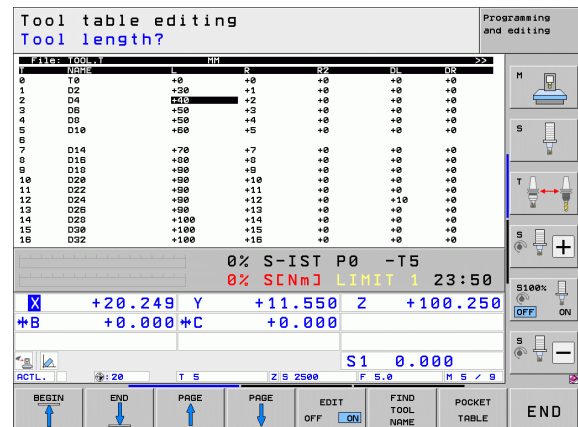 Tool table editing
Tool length?
Programming
and editing
File: TOOL.T MM >>
T NAME L R R2 DL DR
0 T0 +0 +0 +0 +0 +0
1 D2 +30 +1 +0 +0 +0
2 D4 +40 +2 +0 +0 +0
3 D6 +50 +3 +0 +0 +0
4 D8 +50 +4 +0 +0 +0
5 D10 +60 +5 +0 +0 +0
6
7 D14 +70 +7 +0 +0 +0
8 D16 +80 +8 +0 +0 +0
9 D18 +90 +9 +0 +0 +0
10 D20 +90 +10 +0 +0 +0
11 D22 +90 +11 +0 +0 +0
12 D24 +90 +12 +0 +10 +0
13 D26 +90 +13 +0 +0 +0
14 D28 +100 +14 +0 +0 +0
15 D30 +100 +15 +0 +0 +0
16 D32 +100 +16 +0 +0 +0
0% S-IST P0 -T5
0% S[Nm] LIMIT 1 23:50
X +20.249 Y +11.550 Z +100.250
B +0.000 C +0.000
S1 0.000
ACTL. : 20 T 5 Z S 2500 F 5.0 M 5 / 9
M
S
T
S
S100%
OFF ON
S
BEGIN
END
PAGE
PAGE
EDIT
OFF ON
FIND
TOOL
NAME
POCKET
TABLE
END